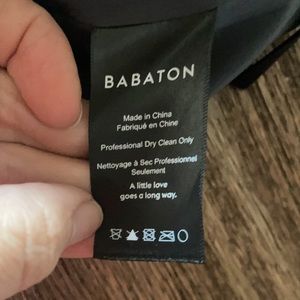 BABATON
Made in China
Fabriqué en Chine
Professional Dry Clean Only
Nettoyage à Sec Professionnel
Seulement
A little love
goes a long way.